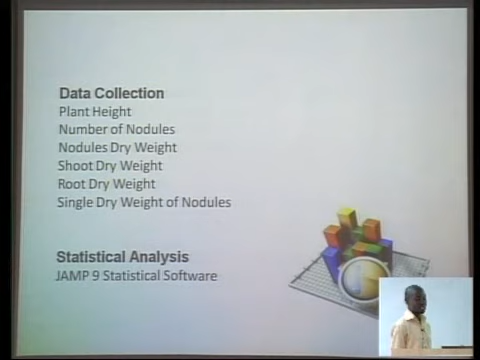 Data Collection
Plant Height
Number of Nodules
Nodules Dry Weight
Shoot Dry Weight
Root Dry Weight
Single Dry Weight of Nodules
Statistical Analysis
JAMP 9 Statistical Software